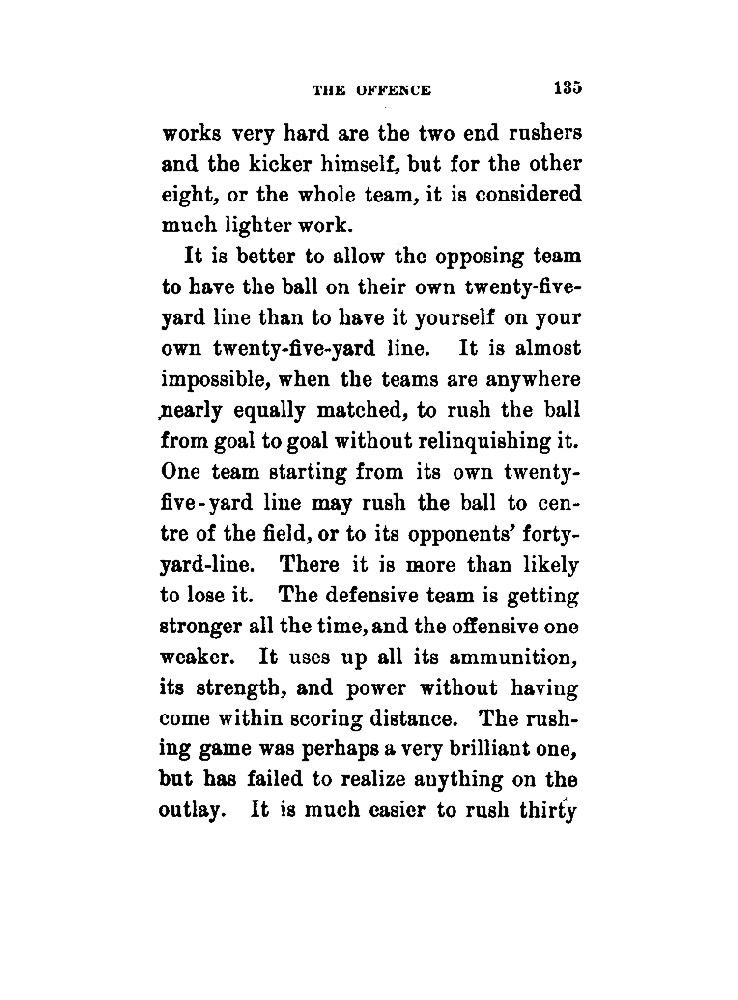 THE OFFENCE 135
works very hard are the two end rushers
and the kicker himself, but for the other
eight, or the whole team, it is considered
much lighter work.
It is better to allow the opposing team
to have the ball on their own twenty-five-
yard line than to have it yourself on your
own twenty-five-yard line. It is almost
impossible, when the teams are anywhere
nearly equally matched, to rush the ball
from goal to goal without relinquishing it.
One team starting from its own twenty-
five-yard line may rush the ball to cen-
tre of the field, or to its opponents' forty-
yard-line. There it is more than likely
to lose it. The defensive team is getting
stronger all the time, and the offensive one
weaker. It uses up all its ammunition,
its strength, and power without having
come within scoring distance. The rush-
ing game was perhaps a very brilliant one,
but has failed to realize anything on the
outlay. It is much easier to rush thirty